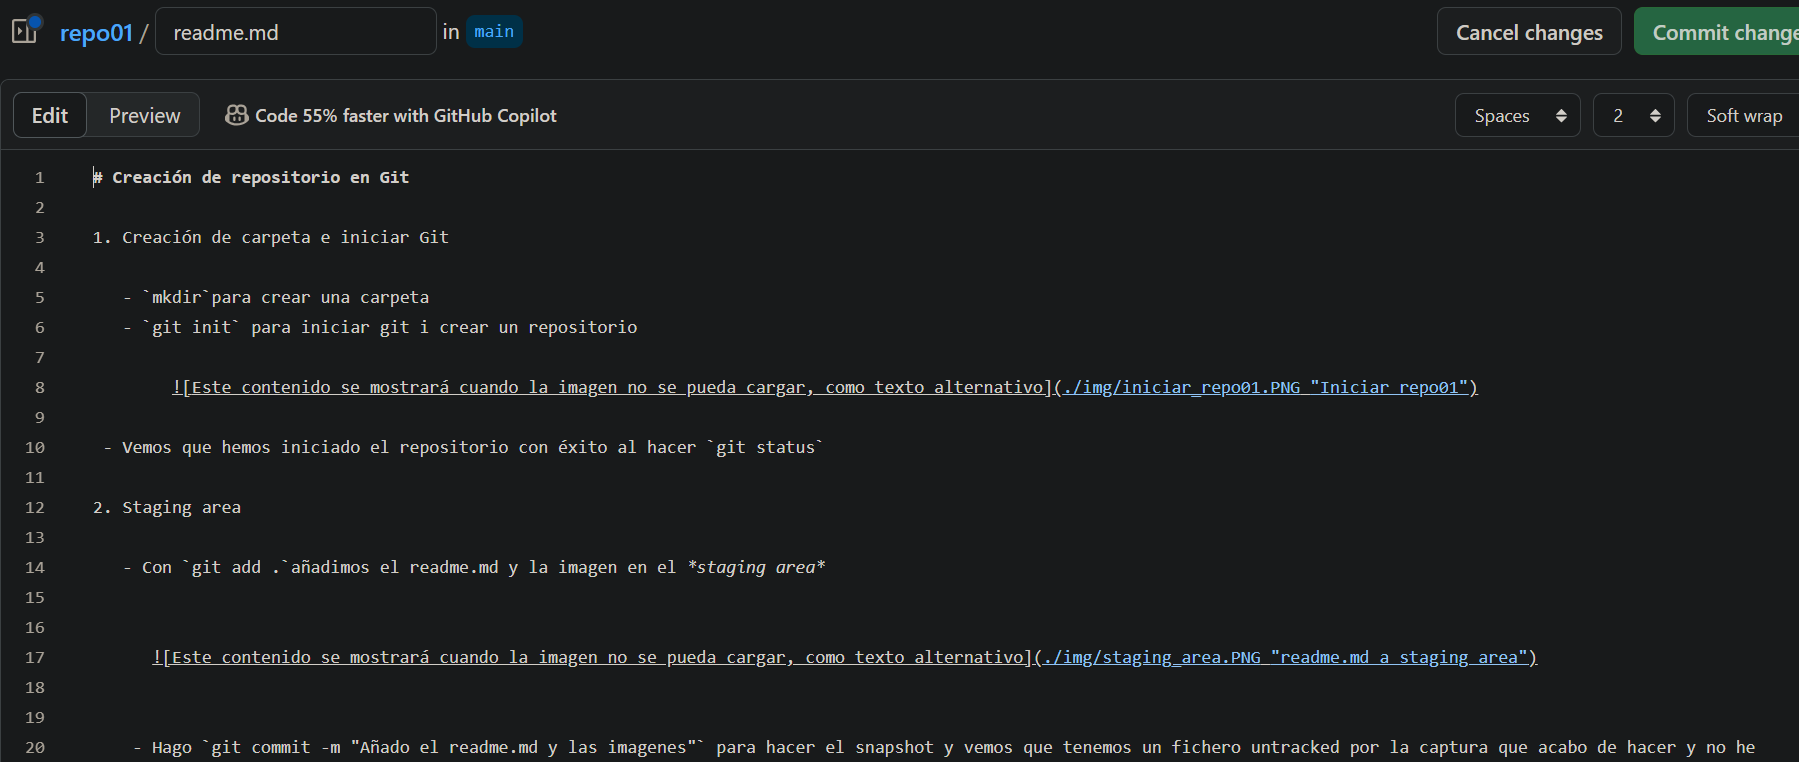 repo01 / readme.md in main Cancel changes Commit change
Edit Preview Code 55% faster with GitHub Copilot Spaces 2 Soft wrap
1 # Creación de repositorio en Git
2
3 1. Creación de carpeta e iniciar Git
4
5 - `mkdir`para crear una carpeta
6 - `git init` para iniciar git i crear un repositorio
7
8 ![Este contenido se mostrará cuando la imagen no se pueda cargar, como texto alternativo](./img/iniciar_repo01.PNG "Iniciar repo01")
9
10 - Vemos que hemos iniciado el repositorio con éxito al hacer `git status`
11
12 2. Staging area
13
14 - Con `git add .`añadimos el readme.md y la imagen en el *staging area*
15
16
17 ![Este contenido se mostrará cuando la imagen no se pueda cargar, como texto alternativo](./img/staging_area.PNG "readme.md a staging area")
18
19
20 - Hago `git commit -m "Añado el readme.md y las imagenes"` para hacer el snapshot y vemos que tenemos un fichero untracked por la captura que acabo de hacer y no he